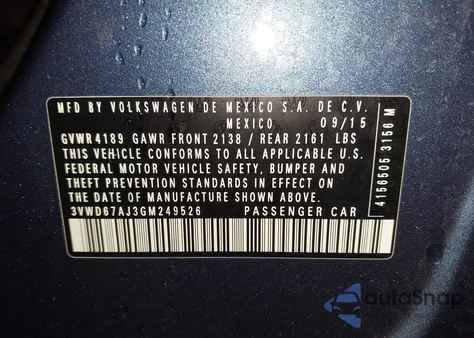 MFD BY VOLKSWAGEN DE MEXICO S.A. DE C.V.
MEXICO 09/15
GVWR 4189 GAWR FRONT 2138 / REAR 2161 LBS
THIS VEHICLE CONFORMS TO ALL APPLICABLE U.S.
FEDERAL MOTOR VEHICLE SAFETY, BUMPER AND
THEFT PREVENTION STANDARDS IN EFFECT ON
THE DATE OF MANUFACTURE SHOWN ABOVE.
3VWD67AJ3GM249526 PASSENGER CAR
4156505 3156 M
autoSnap